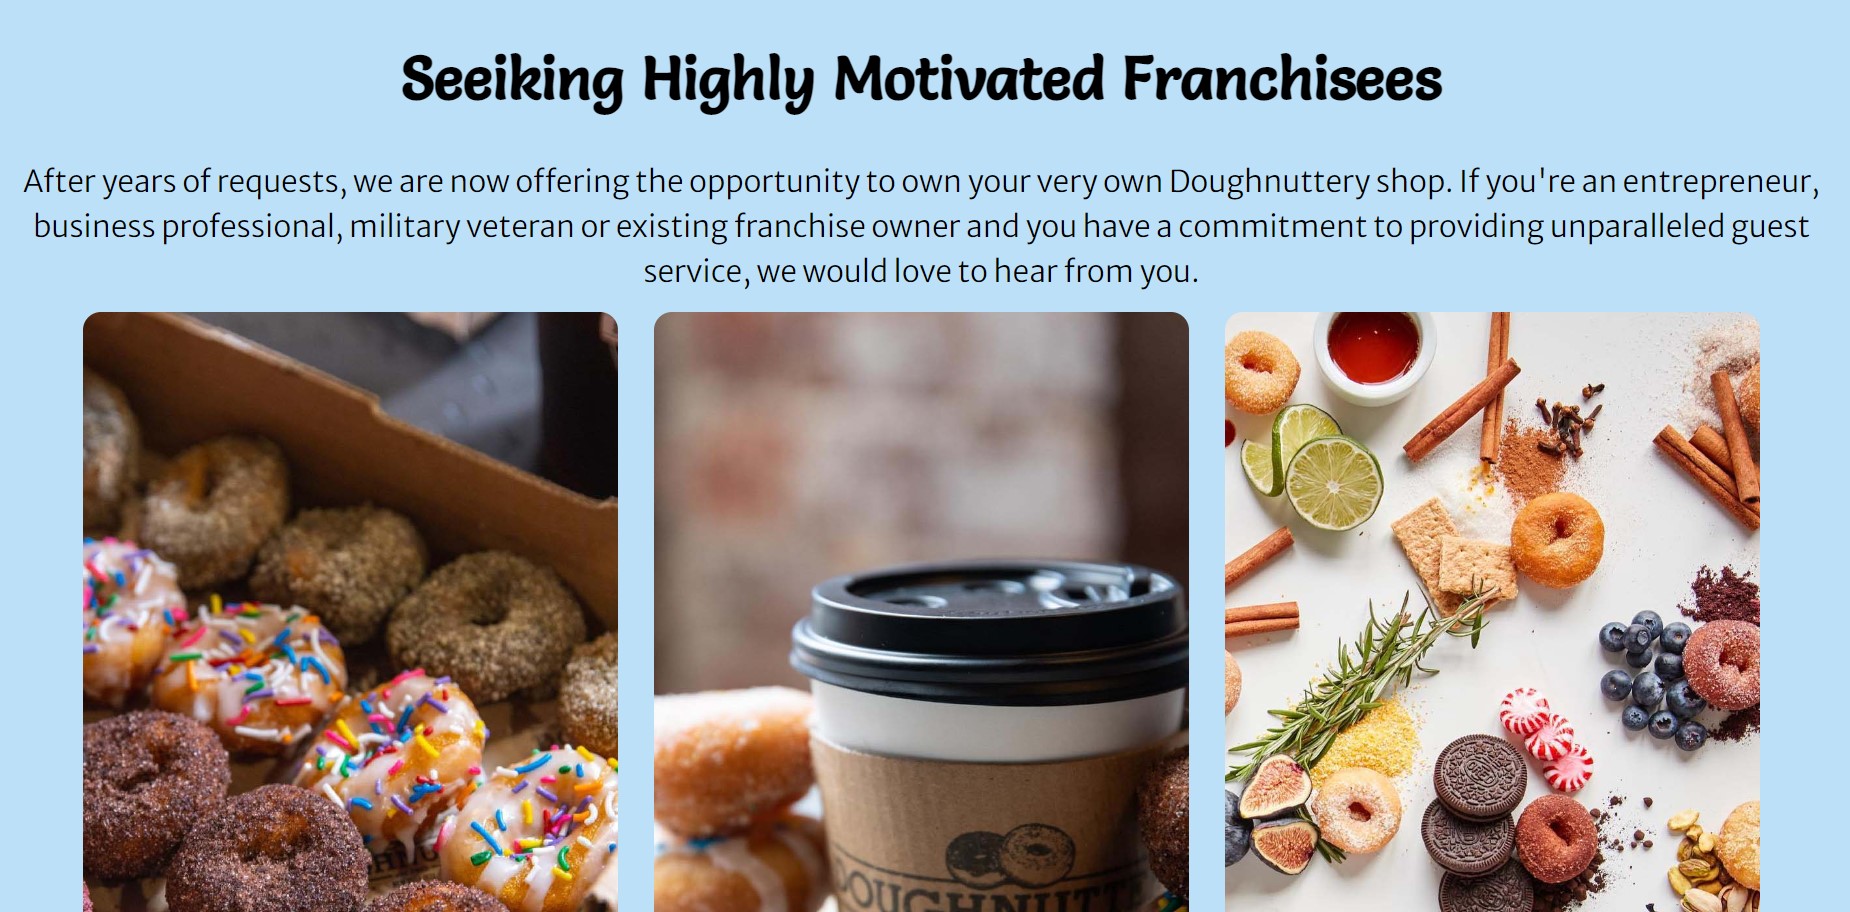 Seeiking Highly Motivated Franchisees
After years of requests, we are now offering the opportunity to own your very own Doughnuttery shop. If you're an entrepreneur,
business professional, military veteran or existing franchise owner and you have a commitment to providing unparalleled guest
service, we would love to hear from you.
DOUGHNUTT